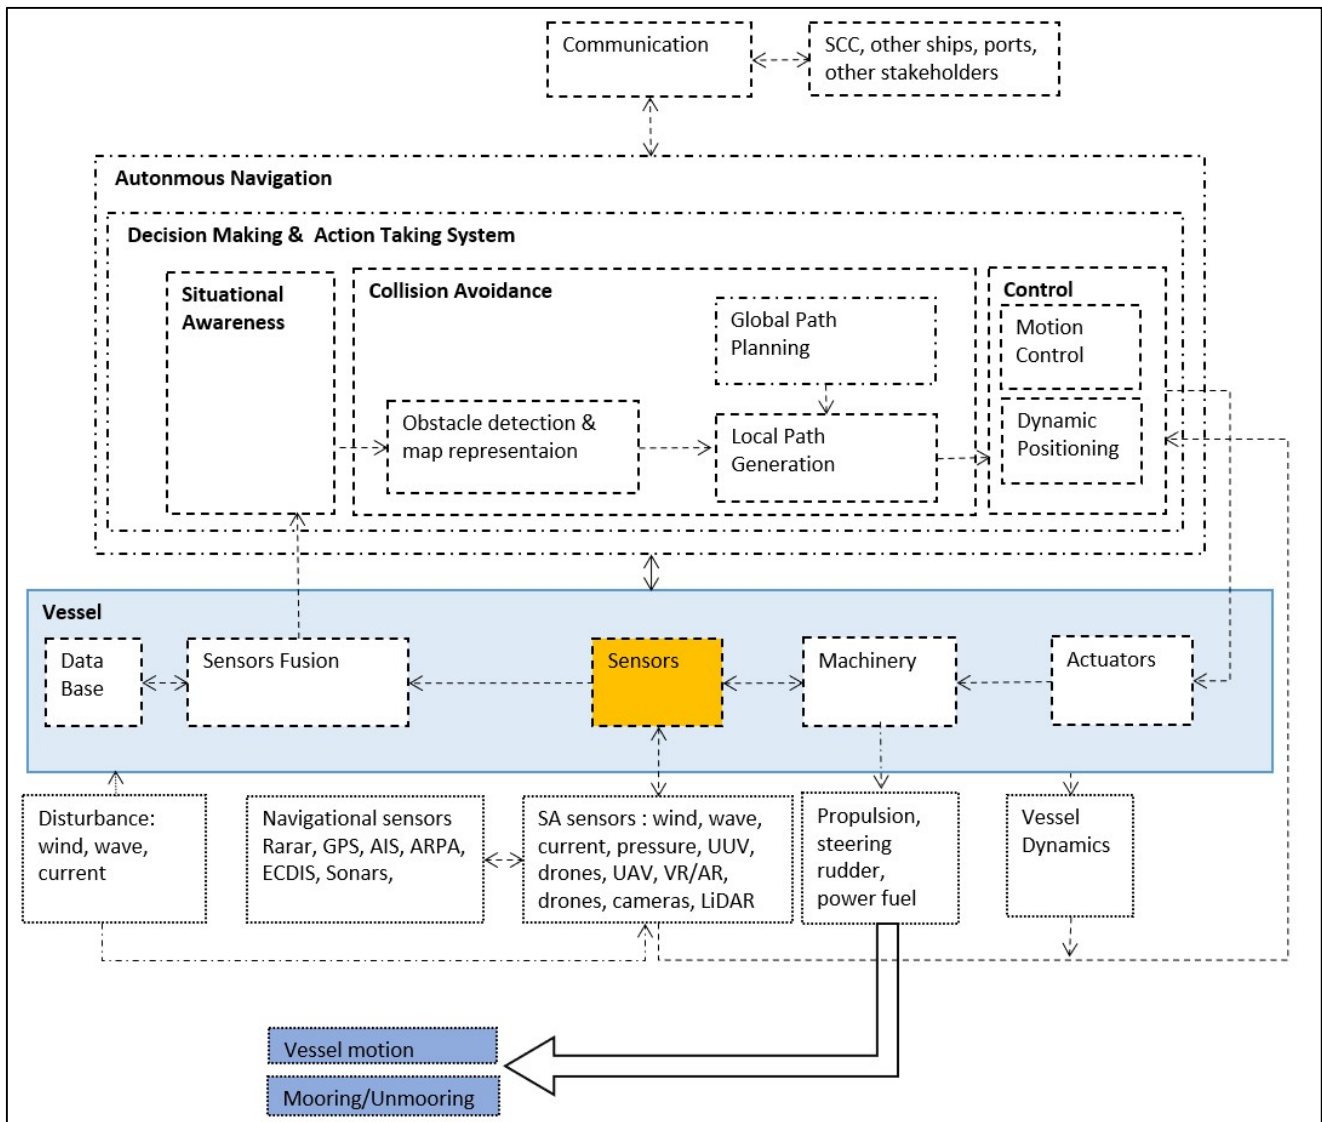 Communication
SCC, other ships, ports,
other stakeholders
Autonmous Navigation
Decision Making & Action Taking System
Situational
Awareness
Collision Avoidance
Global Path
Planning
Control
Motion
Control
Obstacle detection &
map representaion
Local Path
Generation
Dynamic
Positioning
Vessel
Data
Base
Sensors Fusion
Sensors
Machinery
Actuators
Disturbance:
wind, wave,
current
Navigational sensors
Rarar, GPS, AIS, ARPA,
ECDIS, Sonars,
SA sensors : wind, wave,
current, pressure, UUV,
drones, UAV, VR/AR,
drones, cameras, LiDAR
Propulsion,
steering
rudder,
power fuel
Vessel
Dynamics
Vessel motion
Mooring/Unmooring